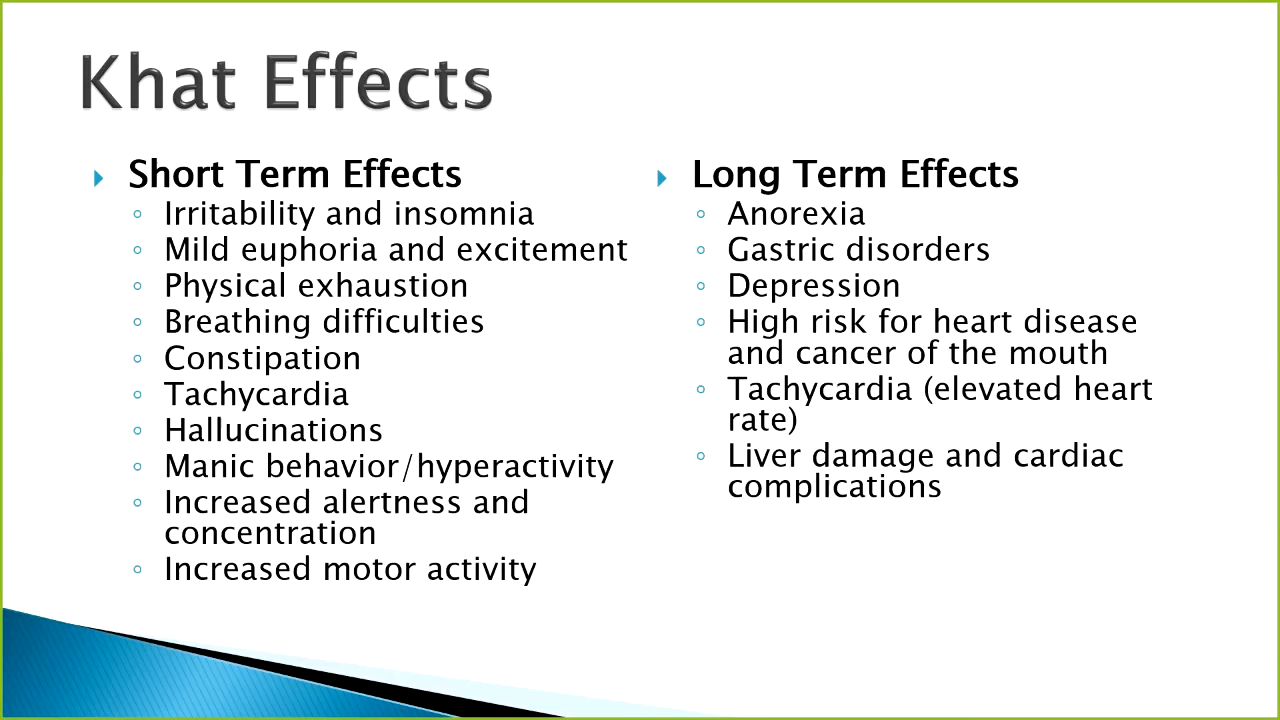 Khat Effects
Short Term Effects
Irritability and insomnia
Mild euphoria and excitement
Physical exhaustion
Breathing difficulties
Constipation
Tachycardia
Hallucinations
Manic behavior/hyperactivity
Increased alertness and
concentration
Increased motor activity
Long Term Effects
Anorexia
Gastric disorders
Depression
High risk for heart disease
and cancer of the mouth
Tachycardia (elevated heart
rate)
Liver damage and cardiac
complications